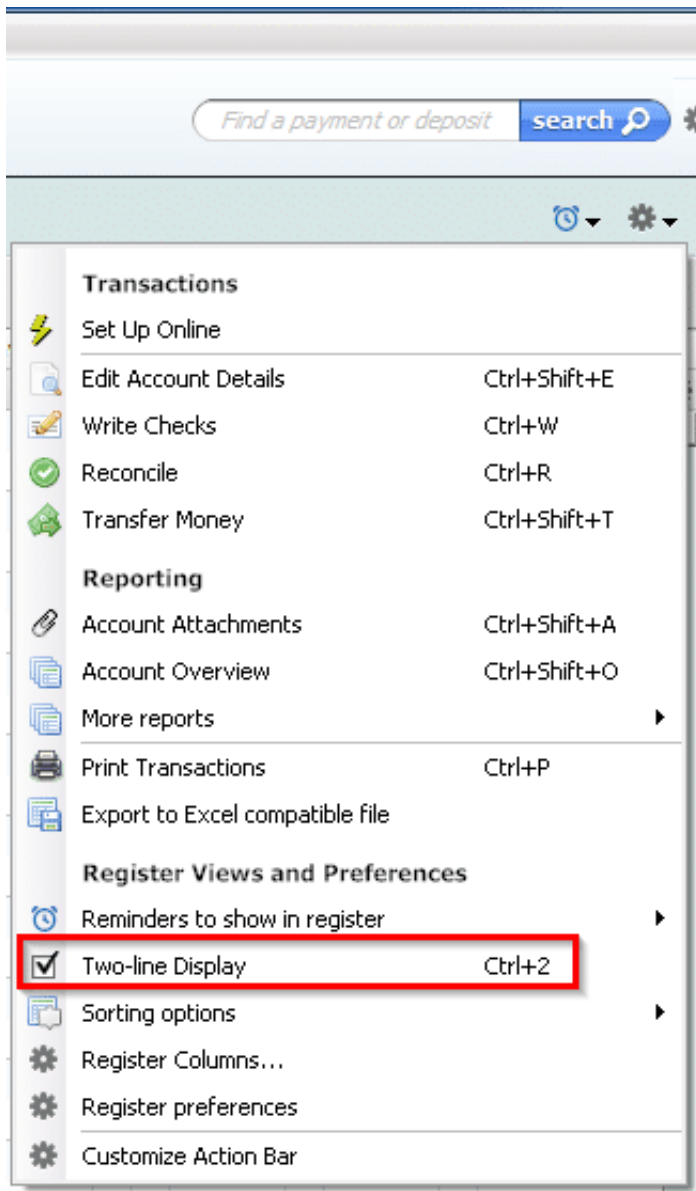 Find a payment or deposit search
Transactions
Set Up Online
Edit Account Details Ctrl+Shift+E
Write Checks Ctrl+W
Reconcile Ctrl+R
Transfer Money Ctrl+Shift+T
Reporting
Account Attachments Ctrl+Shift+A
Account Overview Ctrl+Shift+O
More reports
Print Transactions Ctrl+P
Export to Excel compatible file
Register Views and Preferences
Reminders to show in register
Two-line Display Ctrl+2
Sorting options
Register Columns...
Register preferences
Customize Action Bar